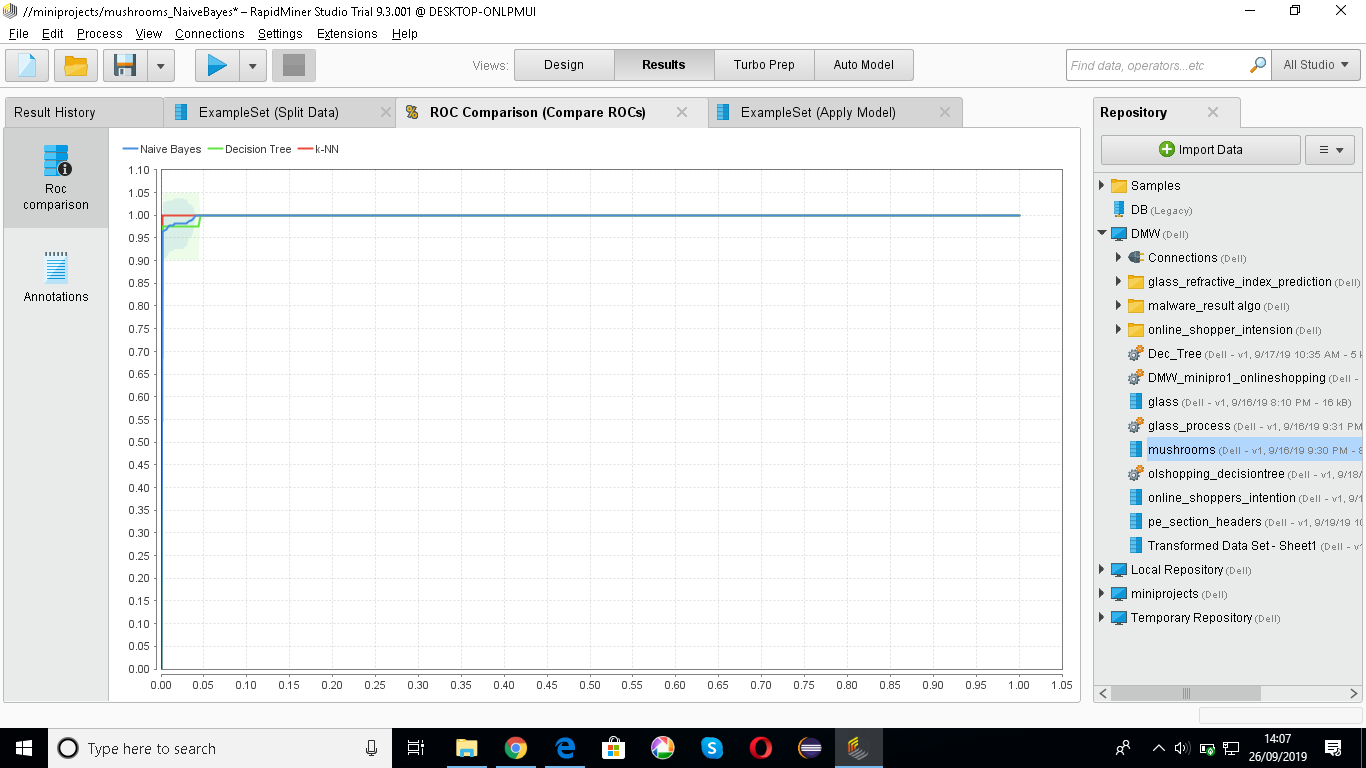 //miniprojects/mushrooms_NaiveBayes* – RapidMiner Studio Trial 9.3.001 @ DESKTOP-ONLPMUI
File Edit Process View Connections Settings Extensions Help
Views: Design Results Turbo Prep Auto Model Find data, operators...etc All Studio
Result History ExampleSet (Split Data) ROC Comparison (Compare ROCs) ExampleSet (Apply Model) Repository
Import Data
Roc
comparison
Annotations
Naive Bayes Decision Tree k-NN
1.10
1.05
1.00
0.95
0.90
0.85
0.80
0.75
0.70
0.65
0.60
0.55
0.50
0.45
0.40
0.35
0.30
0.25
0.20
0.15
0.10
0.05
0.00
0.00 0.05 0.10 0.15 0.20 0.25 0.30 0.35 0.40 0.45 0.50 0.55 0.60 0.65 0.70 0.75 0.80 0.85 0.90 0.95 1.00 1.05
Samples
DB (Legacy)
DMW (Dell)
Connections (Dell)
glass_refractive_index_prediction (Dell)
malware_result algo (Dell)
online_shopper_intension (Dell)
Dec_Tree (Dell - v1, 9/17/19 10:35 AM - 5
DMW_minipro1_onlineshopping (Dell -
glass (Dell - v1, 9/16/19 8:10 PM - 16 kB)
glass_process (Dell - v1, 9/16/19 9:31 PM
mushrooms (Dell - v1, 9/16/19 9:30 PM -
olshopping_decisiontree (Dell - v1, 9/18/
online_shoppers_intention (Dell - v1, 9/1
pe_section_headers (Dell - v1, 9/19/19 10
Transformed Data Set - Sheet1 (Dell - v
Local Repository (Dell)
miniprojects (Dell)
Temporary Repository (Dell)
Type here to search
14:07
26/09/2019